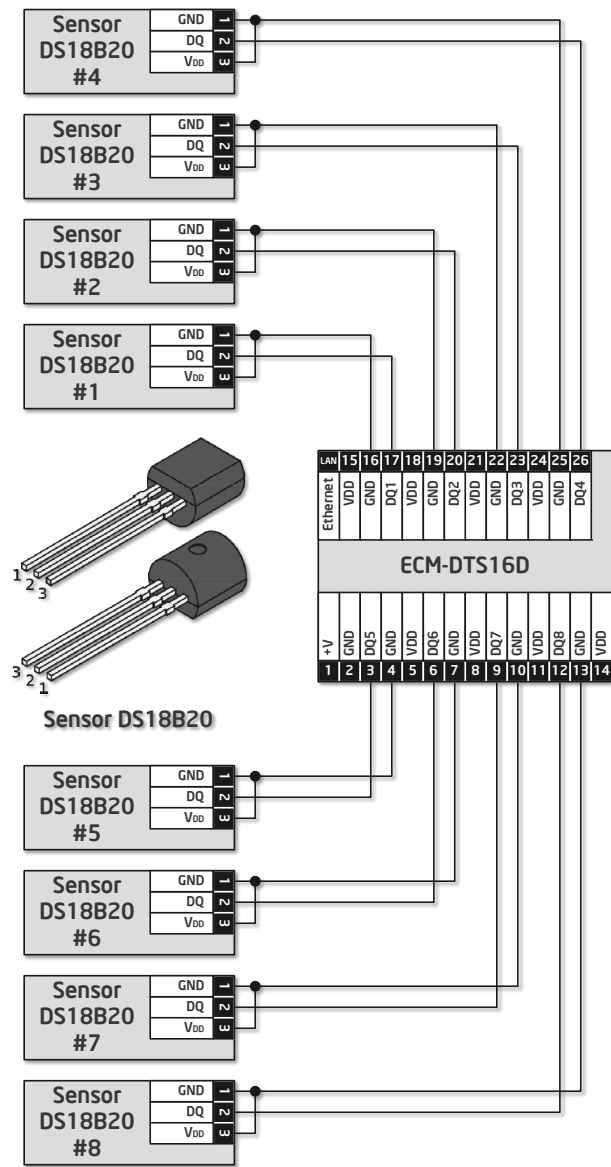 Sensor DS18B20 #4
GND 1
DQ 2
VDD 3
Sensor DS18B20 #3
GND 1
DQ 2
VDD 3
Sensor DS18B20 #2
GND 1
DQ 2
VDD 3
Sensor DS18B20 #1
GND 1
DQ 2
VDD 3
LAN 15 16 17 18 19 20 21 22 23 24 25 26
Ethernet VDD GND DQ1 VDD GND DQ2 VDD GND DQ3 VDD GND DQ4
ECM-DTS16D
+V GND DQ5 GND VDD DQ6 GND VDD DQ7 GND VDD DQ8 GND VDD
1 2 3 4 5 6 7 8 9 10 11 12 13 14
1 2 3
3 2 1
Sensor DS18B20
Sensor DS18B20 #5
GND 1
DQ 2
VDD 3
Sensor DS18B20 #6
GND 1
DQ 2
VDD 3
Sensor DS18B20 #7
GND 1
DQ 2
VDD 3
Sensor DS18B20 #8
GND 1
DQ 2
VDD 3